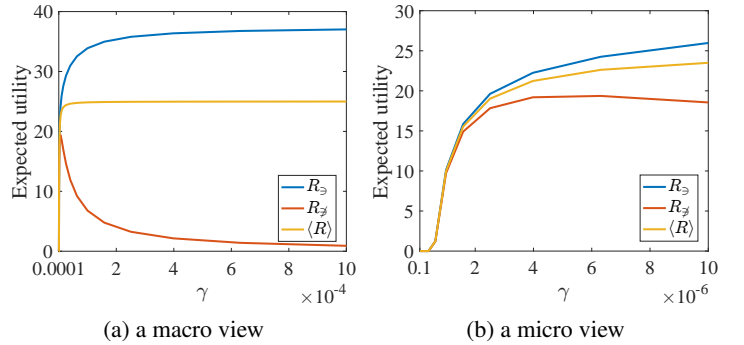 40
30
20
10
0
Expected utility
R∋
R∌
⟨R⟩
0.0001 2 4 6 8 10
γ
×10-4
(a) a macro view
30
25
20
15
10
5
0
Expected utility
R∋
R∌
⟨R⟩
0.1 2 4 6 8 10
γ
×10-6
(b) a micro view